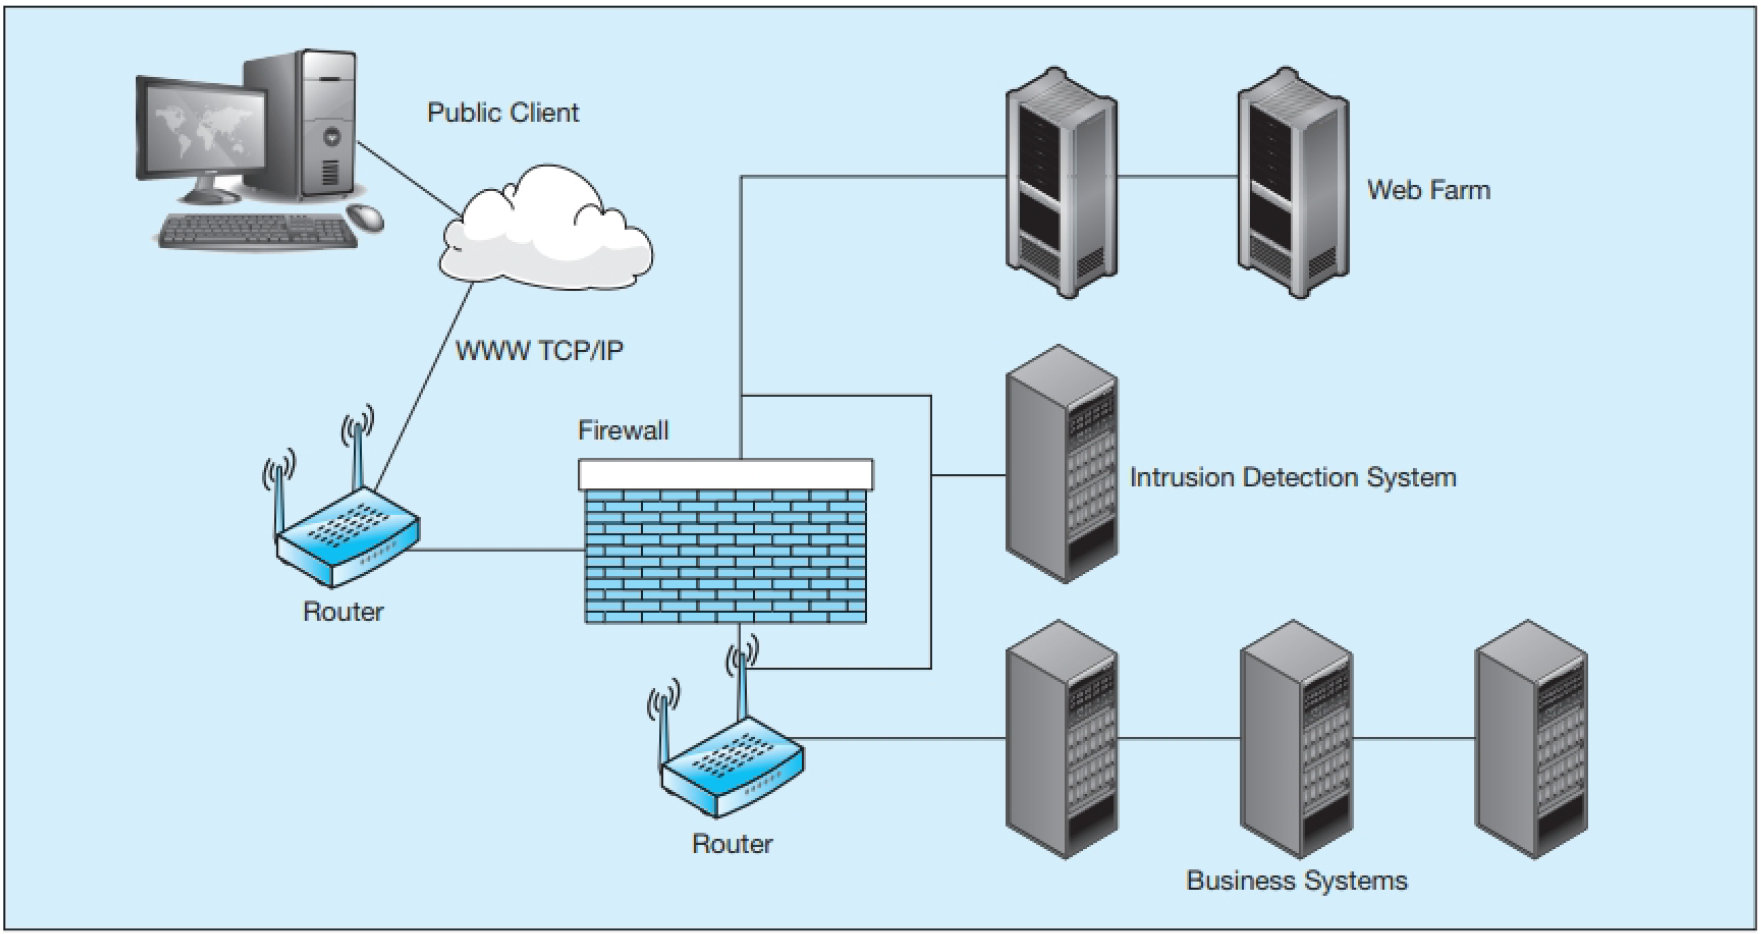 Public Client
Web Farm
WWW TCP/IP
Firewall
Intrusion Detection System
Router
Router
Business Systems